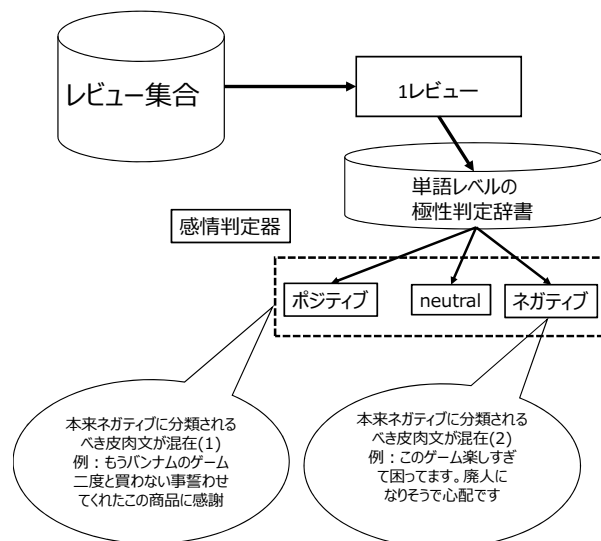 レビュー集合
1レビュー
単語レベルの
極性判定辞書
感情判定器
ポジティブ
neutral
ネガティブ
本来ネガティブに分類される
べき皮肉文が混在(1)
例：もうバンナムのゲーム
二度と買わない事誓わせ
てくれたこの商品に感謝
本来ネガティブに分類される
べき皮肉文が混在(2)
例：このゲーム楽しすぎ
て困ってます。廃人に
なりそうで心配です